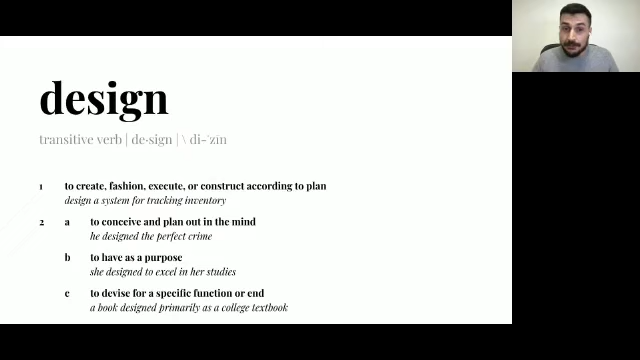 design
transitive verb | de·sign | \ di-ˈzīn
1 to create, fashion, execute, or construct according to plan
design a system for tracking inventory
2 a to conceive and plan out in the mind
he designed the perfect crime
b to have as a purpose
she designed to excel in her studies
c to devise for a specific function or end
a book designed primarily as a college textbook